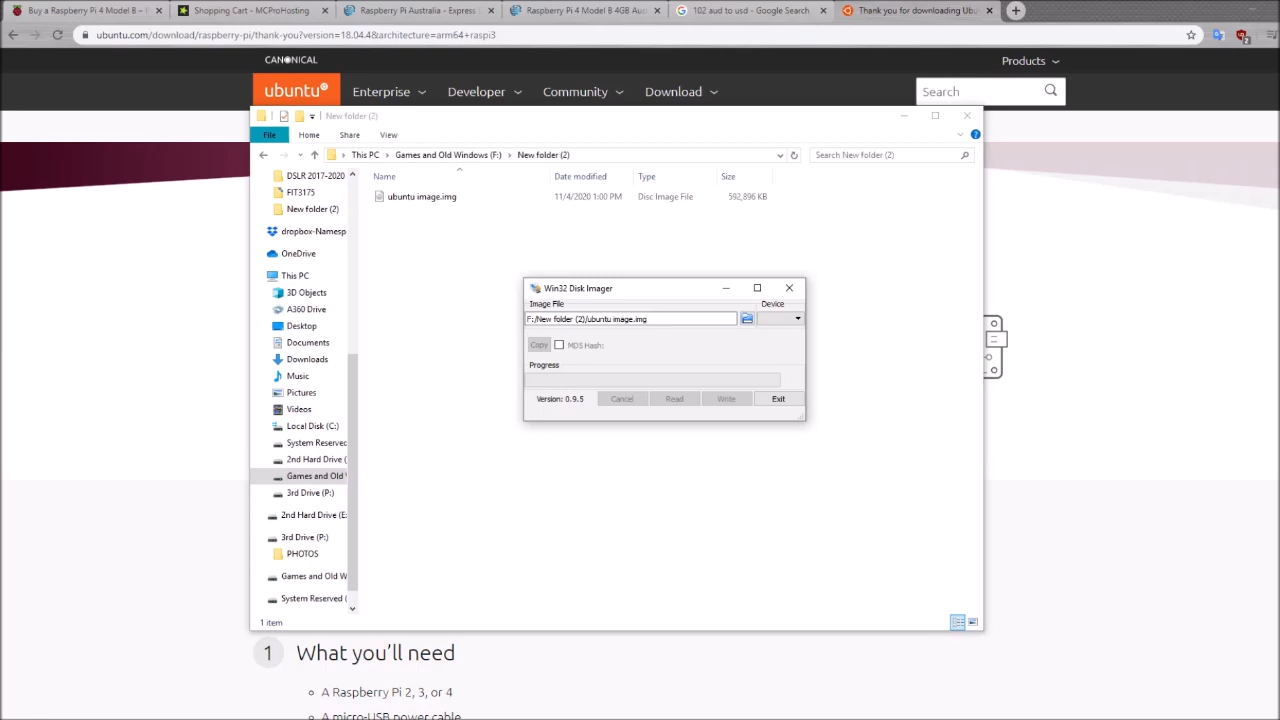 Buy a Raspberry Pi 4 Model B –
Shopping Cart - MCProHosting
Raspberry Pi Australia - Express
Raspberry Pi 4 Model B 4GB Aus
102 aud to usd - Google Search
Thank you for downloading Ubu
ubuntu.com/download/raspberry-pi/thank-you?version=18.04.4&architecture=arm64+raspi3
2
CANONICAL
Products
ubuntu
Enterprise
Developer
Community
Download
Search
New folder (2)
File
Home
Share
View
This PC
Games and Old Windows (F:)
New folder (2)
Search New folder (2)
Name
Date modified
Type
Size
ubuntu image.img
11/4/2020 1:00 PM
Disc Image File
592,896 KB
DSLR 2017-2020
FIT3175
New folder (2)
dropbox-Namesp
OneDrive
This PC
3D Objects
A360 Drive
Desktop
Documents
Downloads
Music
Pictures
Videos
Local Disk (C:)
System Reserved
2nd Hard Drive (
Games and Old
3rd Drive (P:)
2nd Hard Drive (E:
3rd Drive (P:)
PHOTOS
Games and Old W
System Reserved (
1 item
Win32 Disk Imager
Image File
Device
F:/New folder (2)/ubuntu image.img
Copy
MD5 Hash:
Progress
Version: 0.9.5
Cancel
Read
Write
Exit
1
What you'll need
A Raspberry Pi 2, 3, or 4
A micro-USB power cable